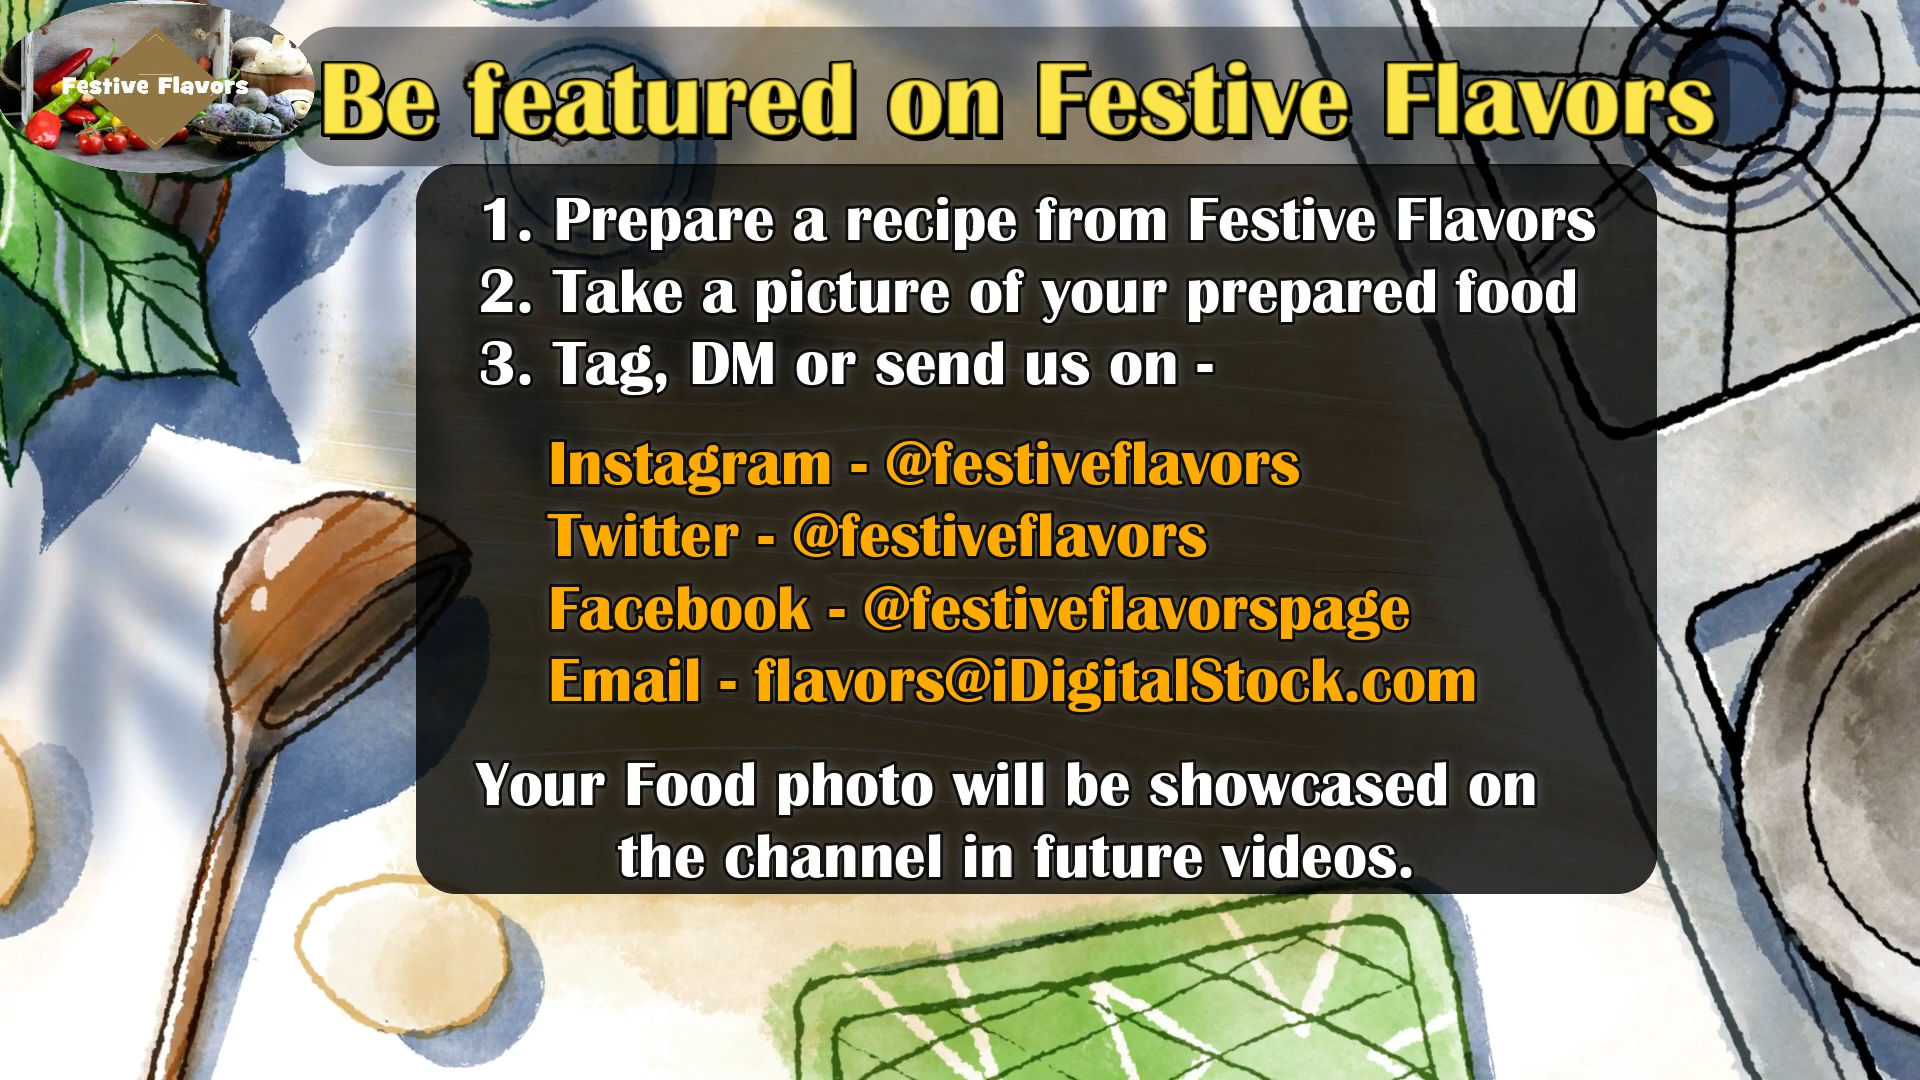 Festive Flavors
Be featured on Festive Flavors
1. Prepare a recipe from Festive Flavors
2. Take a picture of your prepared food
3. Tag, DM or send us on -
Instagram - @festiveflavors
Twitter - @festiveflavors
Facebook - @festiveflavorspage
Email - flavors@iDigitalStock.com
Your Food photo will be showcased on
the channel in future videos.